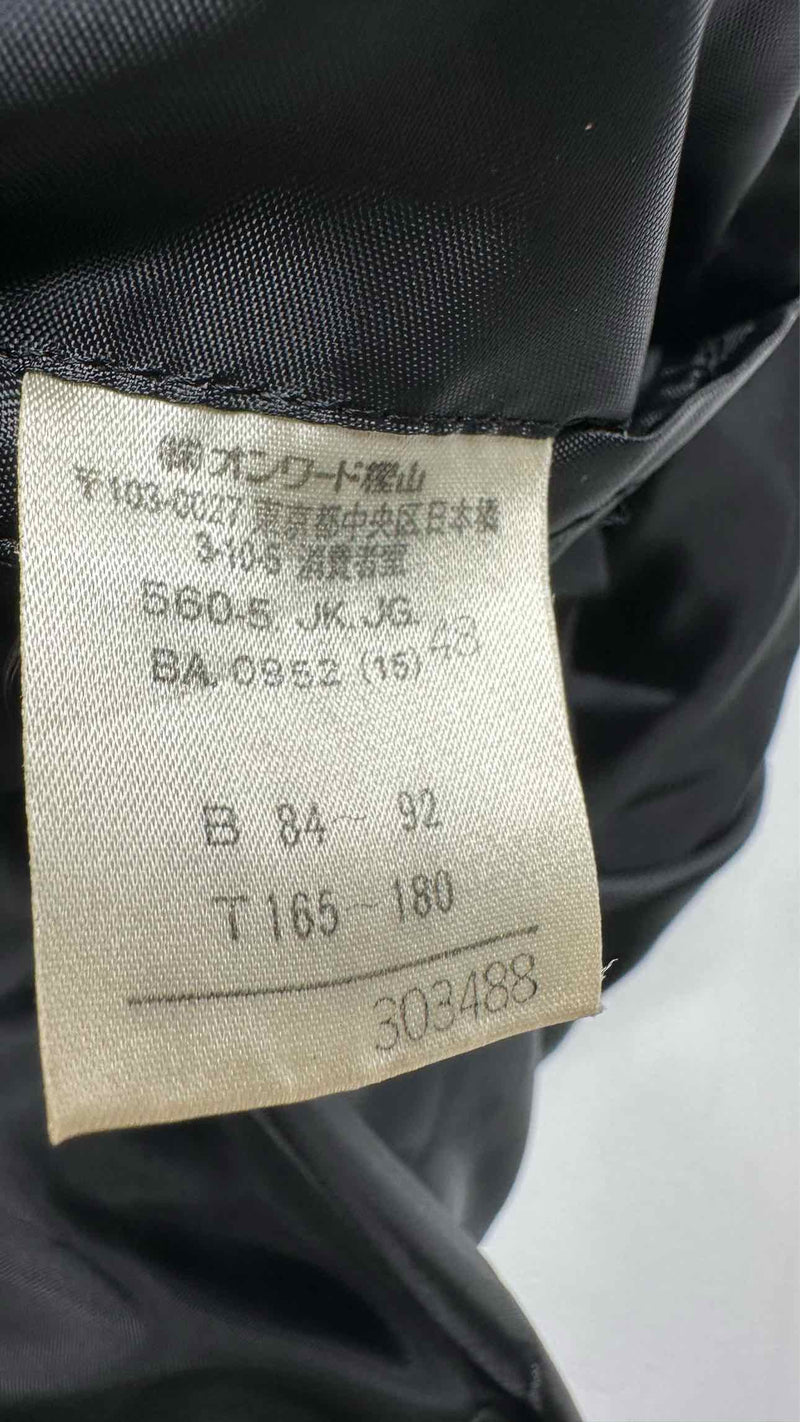 ㈱オンワード樫山
〒103-0027 東京都中央区日本橋
3-10-5 消費者室
560-5. JK. JG. 48
BA. 0952 (15)
B 84~ 92
T 165~180
303488